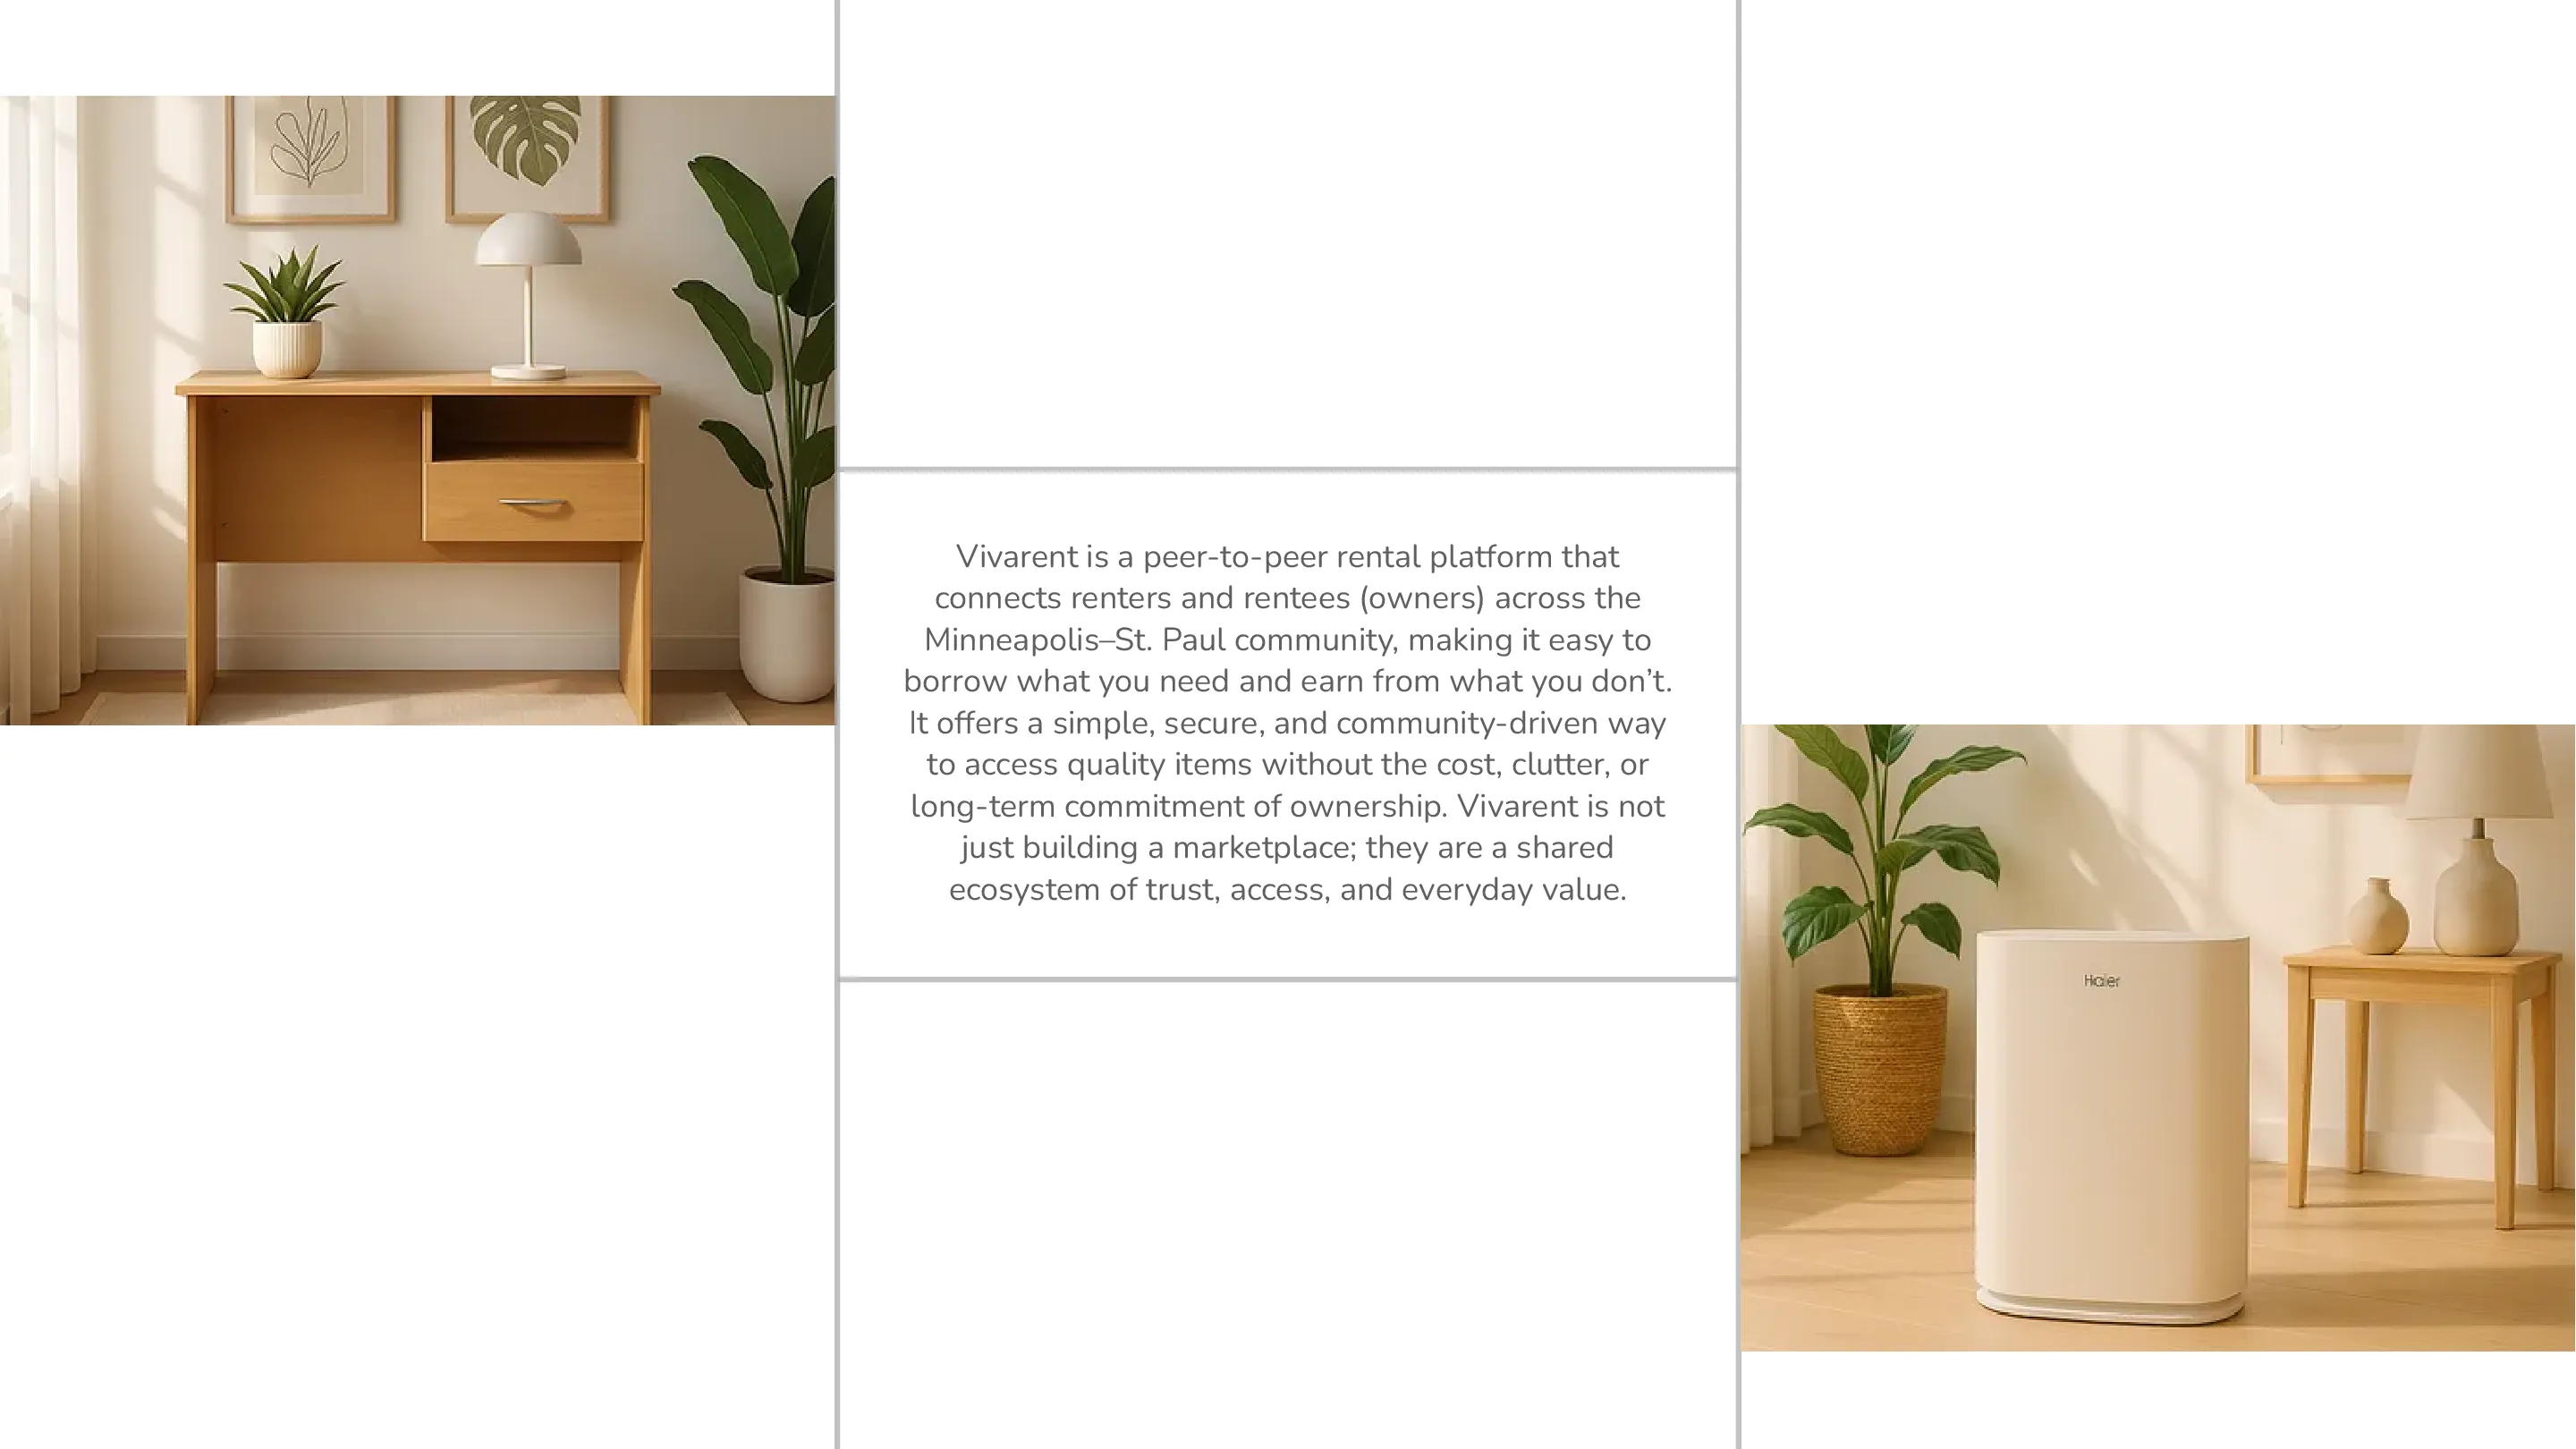 Vivarent is a peer-to-peer rental platform that
connects renters and rentees (owners) across the
Minneapolis–St. Paul community, making it easy to
borrow what you need and earn from what you don’t.
It offers a simple, secure, and community-driven way
to access quality items without the cost, clutter, or
long-term commitment of ownership. Vivarent is not
just building a marketplace; they are a shared
ecosystem of trust, access, and everyday value.
Haier